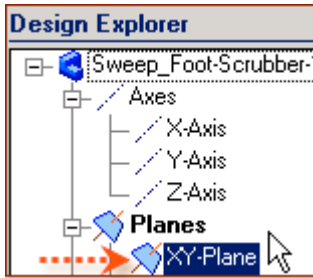 Design Explorer
Sweep_Foot-Scrubber-
Axes
X-Axis
Y-Axis
Z-Axis
Planes
XY-Plane